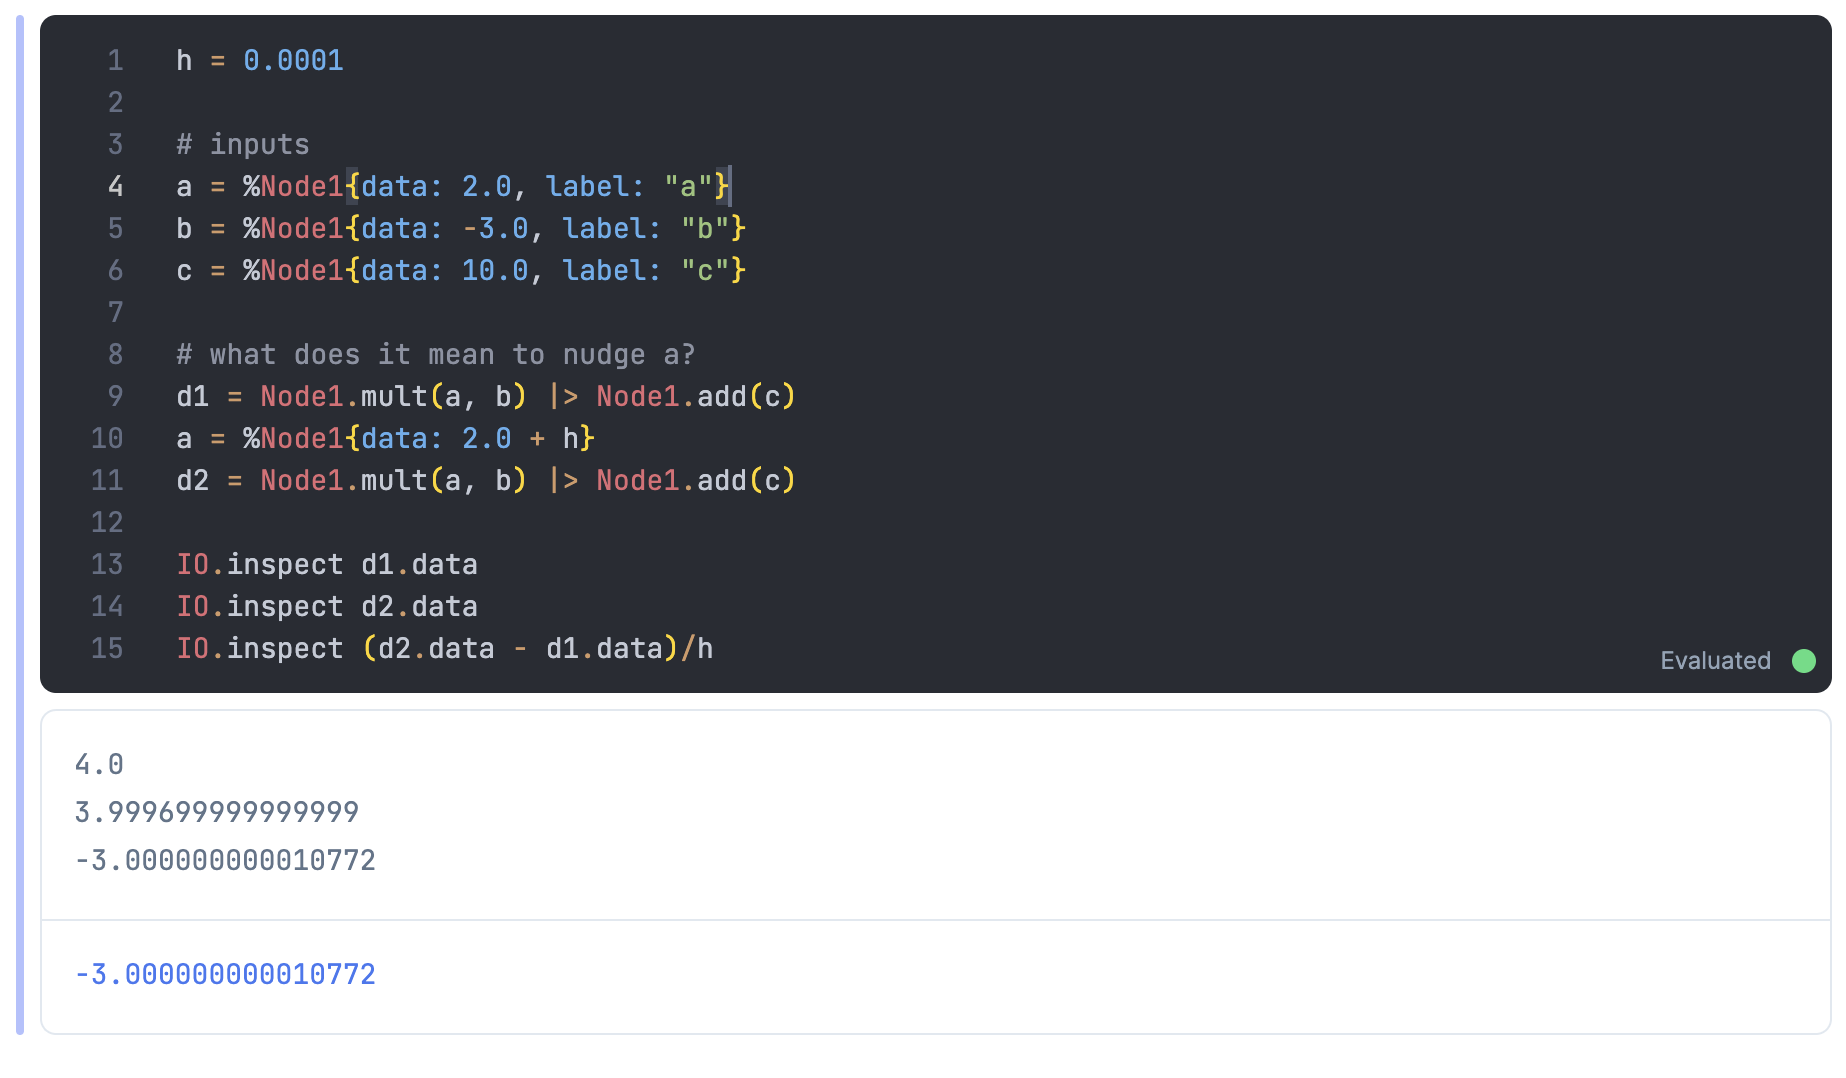 1 h = 0.0001
2
3 # inputs
4 a = %Node1{data: 2.0, label: "a"}
5 b = %Node1{data: -3.0, label: "b"}
6 c = %Node1{data: 10.0, label: "c"}
7
8 # what does it mean to nudge a?
9 d1 = Node1.mult(a, b) |> Node1.add(c)
10 a = %Node1{data: 2.0 + h}
11 d2 = Node1.mult(a, b) |> Node1.add(c)
12
13 IO.inspect d1.data
14 IO.inspect d2.data
15 IO.inspect (d2.data - d1.data)/h
Evaluated
4.0
3.999699999999999
-3.000000000010772
-3.000000000010772